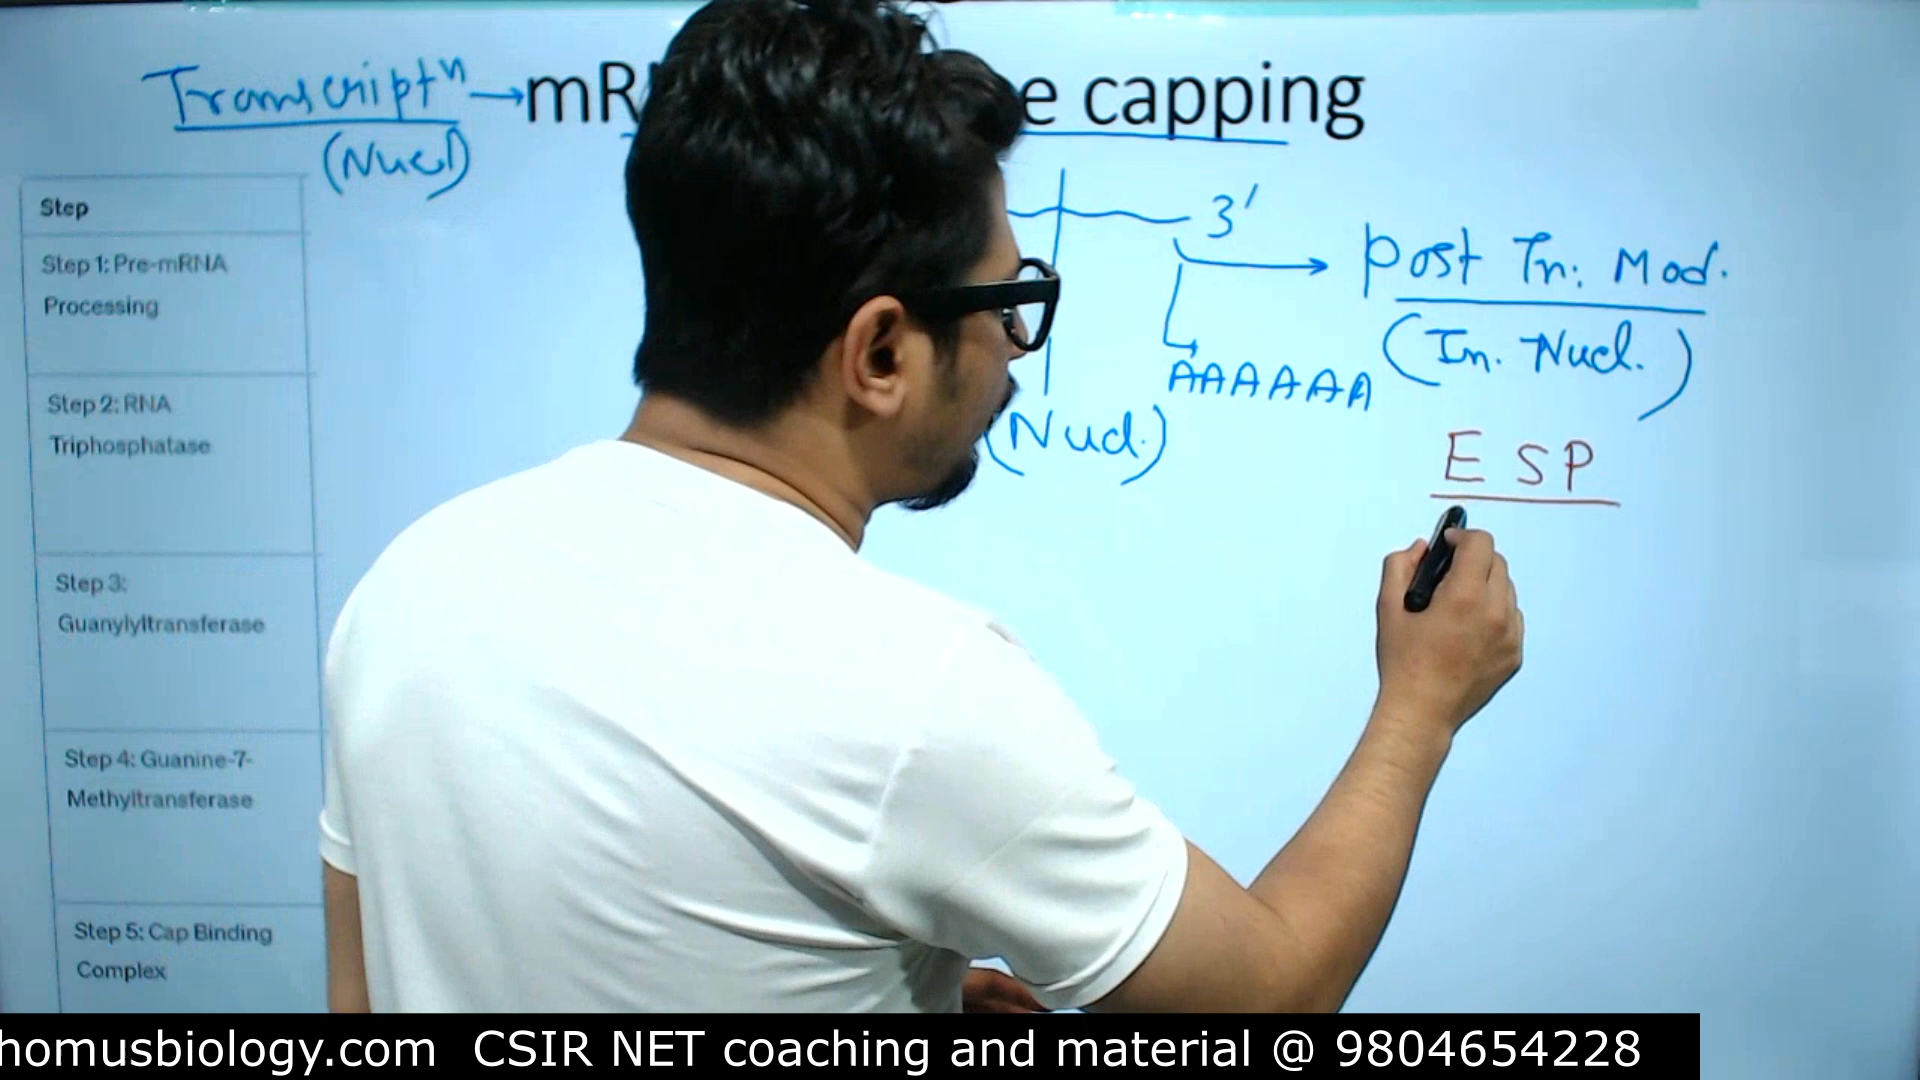 Transcriptⁿ → mR e capping
(Nucl)
Step
Step 1: Pre-mRNA
Processing
Step 2: RNA
Triphosphatase
Step 3:
Guanylyltransferase
Step 4: Guanine-7-
Methyltransferase
Step 5: Cap Binding
Complex
3'
Post Tr. Mod.
(In. Nucl.)
AAAAAA
(Nucl.)
E SP
homusbiology.com CSIR NET coaching and material @ 9804654228